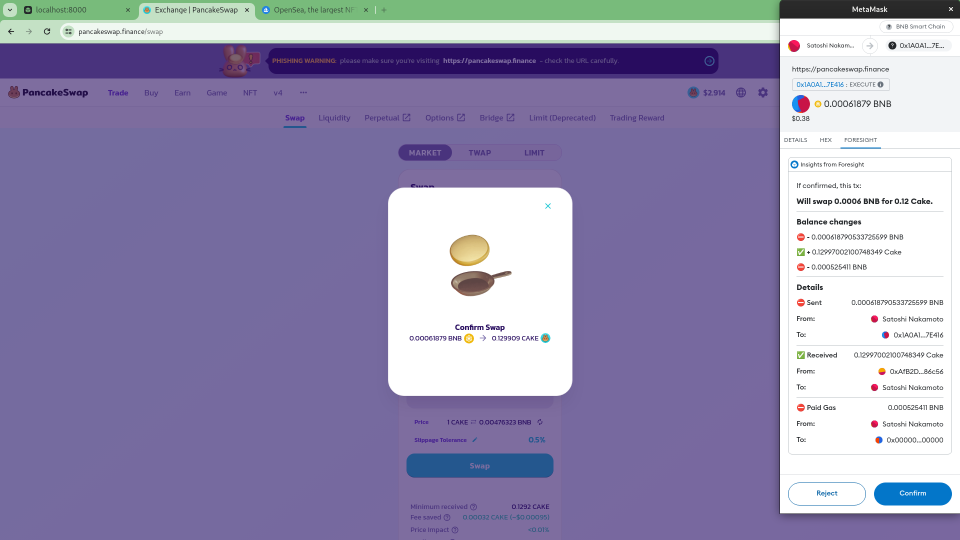 localhost:8000
Exchange | PancakeSwap
OpenSea, the largest NF
pancakeswap.finance/swap
PHISHING WARNING: please make sure you're visiting https://pancakeswap.finance - check the URL carefully.
PancakeSwap
Trade
Buy
Earn
Game
NFT
v4
$2.914
Swap
Liquidity
Perpetual
Options
Bridge
Limit (Deprecated)
Trading Reward
MARKET
TWAP
LIMIT
Swap
Confirm Swap
0.00061879 BNB → 0.129909 CAKE
Price 1 CAKE ⇄ 0.00476323 BNB
Slippage Tolerance 0.5%
Swap
Minimum received 0.1292 CAKE
Fee saved 0.00032 CAKE (~$0.00095)
Price Impact <0.01%
MetaMask
BNB Smart Chain
Satoshi Nakam...
0x1A0A1...7E...
https://pancakeswap.finance
0x1A0A1...7E416 : EXECUTE
0.00061879 BNB
$0.38
DETAILS
HEX
FORESIGHT
Insights from Foresight
If confirmed, this tx:
Will swap 0.0006 BNB for 0.12 Cake.
Balance changes
- 0.000618790533725599 BNB
+ 0.12997002100748349 Cake
- 0.000525411 BNB
Details
Sent 0.000618790533725599 BNB
From: Satoshi Nakamoto
To: 0x1A0A1...7E416
Received 0.12997002100748349 Cake
From: 0xAfB2D...86c56
To: Satoshi Nakamoto
Paid Gas 0.000525411 BNB
From: Satoshi Nakamoto
To: 0x00000...00000
Reject
Confirm